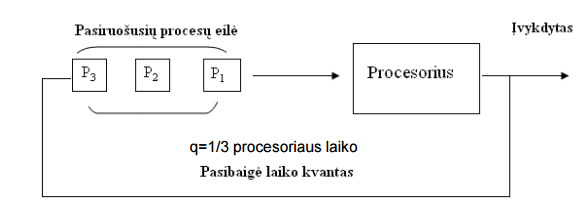 Pasiruošusių procesų eilė
Įvykdytas
P3 P2 P1
Procesorius
q=1/3 procesoriaus laiko
Pasibaigė laiko kvantas